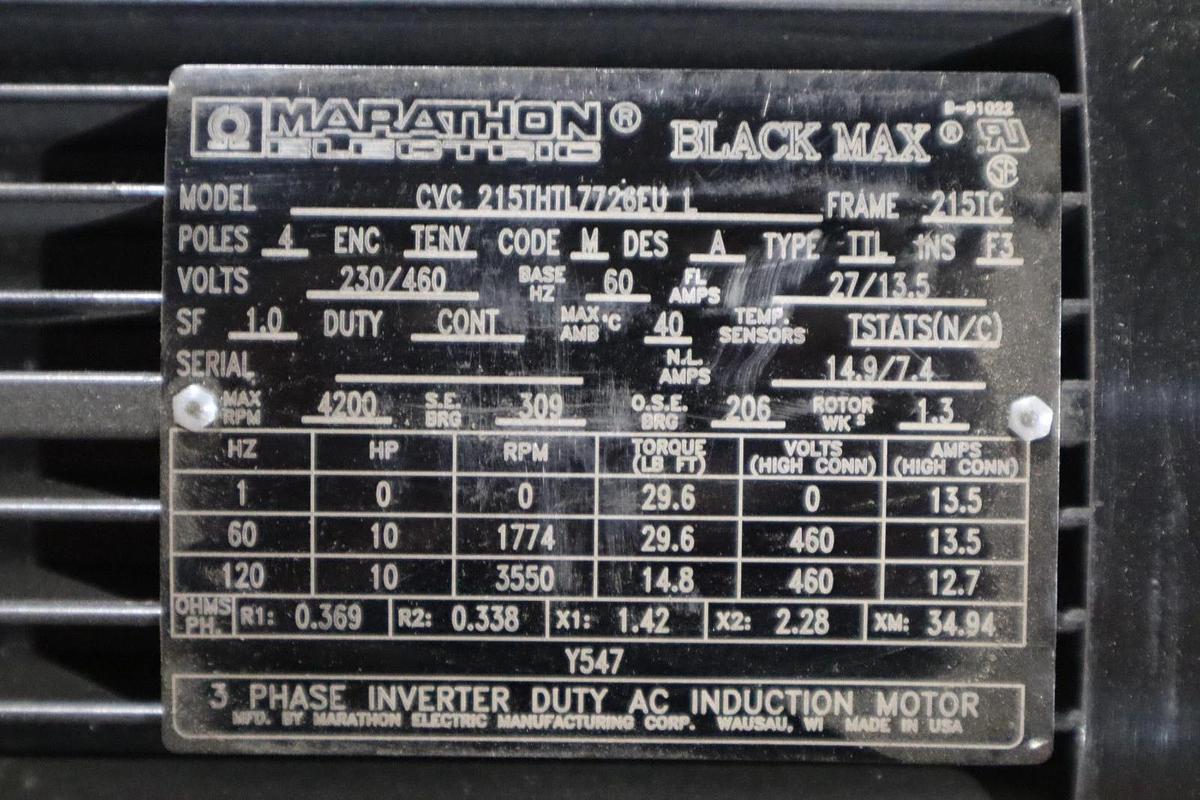 MARATHON ® ELECTRIC BLACK MAX ® 9-91022
MODEL CVC 215THTL7726EU L FRAME 215TC
POLES 4 ENC TENV CODE M DES A TYPE TTL INS F3
VOLTS 230/460 BASE HZ 60 FL AMPS 27/13.5
SF 1.0 DUTY CONT MAX AMB °C 40 TEMP. SENSORS TSTATS(N/C)
SERIAL N.L. AMPS 14.9/7.4
MAX RPM 4200 S.E. BRG 309 O.S.E. BRG 206 ROTOR WK² 1.3
HZ HP RPM TORQUE (LB FT) VOLTS (HIGH CONN) AMPS (HIGH CONN)
1 0 0 29.6 0 13.5
60 10 1774 29.6 460 13.5
120 10 3550 14.8 460 12.7
OHMS PH. R1: 0.369 R2: 0.338 X1: 1.42 X2: 2.28 XM: 34.94
Y547
3 PHASE INVERTER DUTY AC INDUCTION MOTOR
MFD. BY MARATHON ELECTRIC MANUFACTURING CORP. WAUSAU, WI MADE IN USA